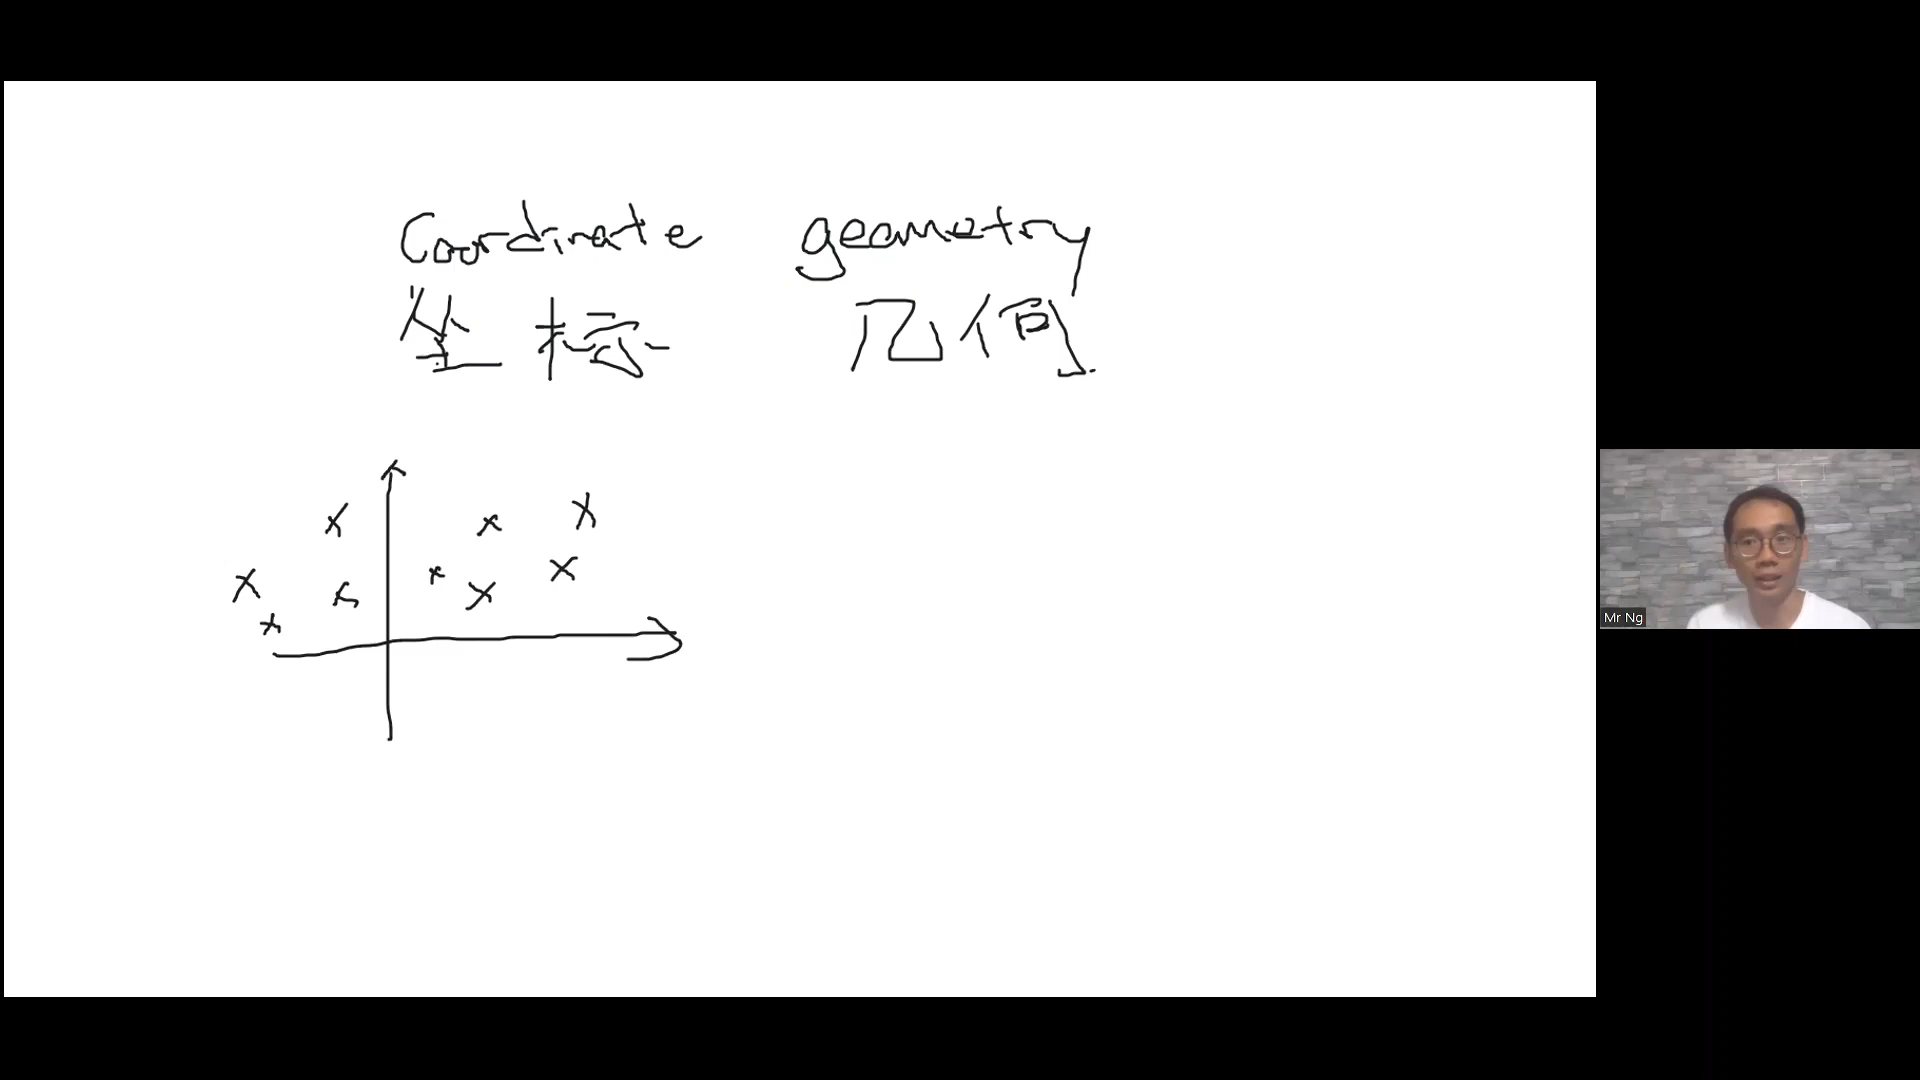 Coordinate geometry
坐标 几何
Mr Ng